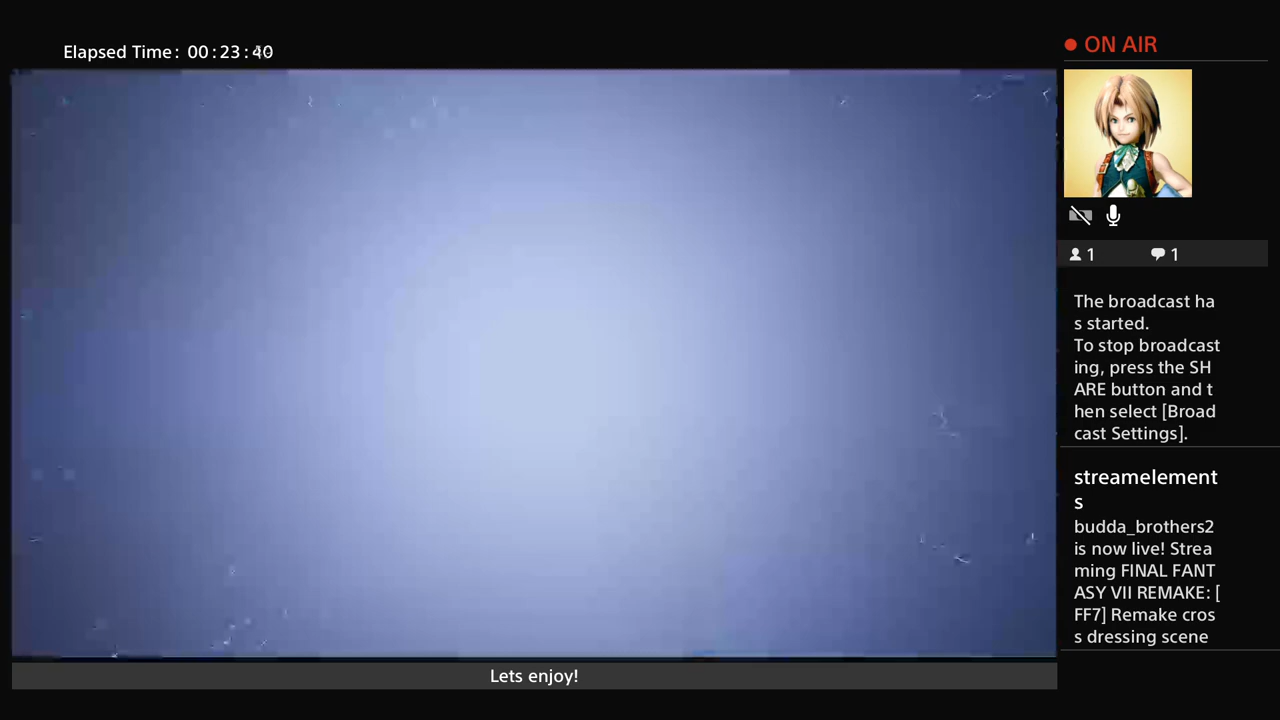 Elapsed Time: 00:23:40
ON AIR
1
1
The broadcast ha
s started.
To stop broadcast
ing, press the SH
ARE button and t
hen select [Broad
cast Settings].
streamelement
s
budda_brothers2
is now live! Strea
ming FINAL FANT
ASY VII REMAKE: [
FF7] Remake cros
s dressing scene
Lets enjoy!